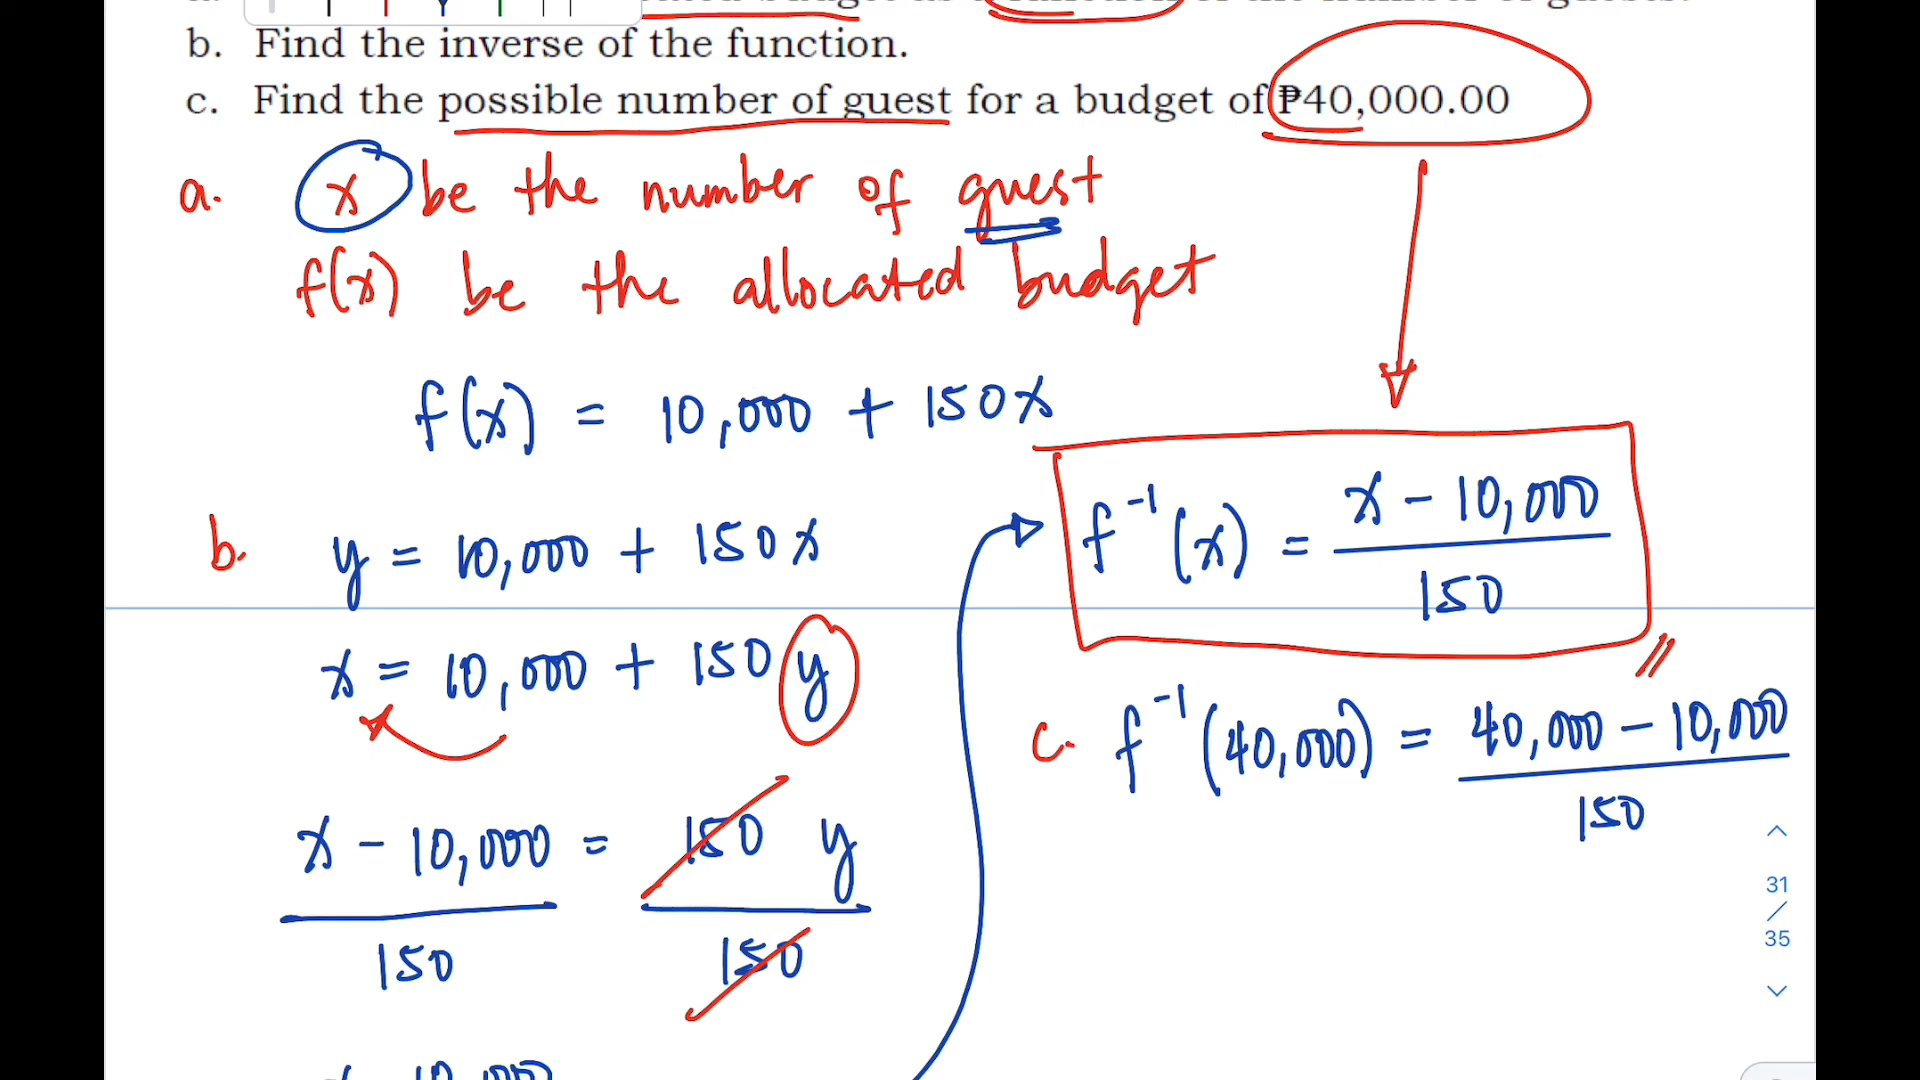 b. Find the inverse of the function.
c. Find the possible number of guest for a budget of ₱40,000.00
a. x be the number of guest
f(x) be the allocated budget
f(x) = 10,000 + 150x
b. y = 10,000 + 150x
x = 10,000 + 150y
x - 10,000 = 150 y
150 150
f⁻¹(x) = x - 10,000
150
c. f⁻¹(40,000) = 40,000 - 10,000
150
31
/
35